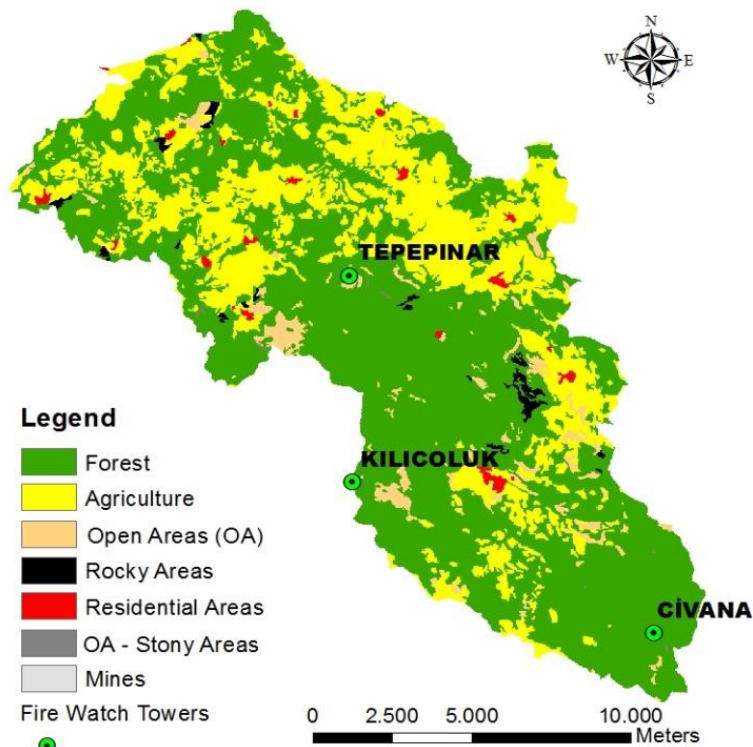 N
W E
S
TEPEPINAR
KILICOLUK
CİVANA
Legend
Forest
Agriculture
Open Areas (OA)
Rocky Areas
Residential Areas
OA - Stony Areas
Mines
Fire Watch Towers
0 2.500 5.000 10.000
Meters